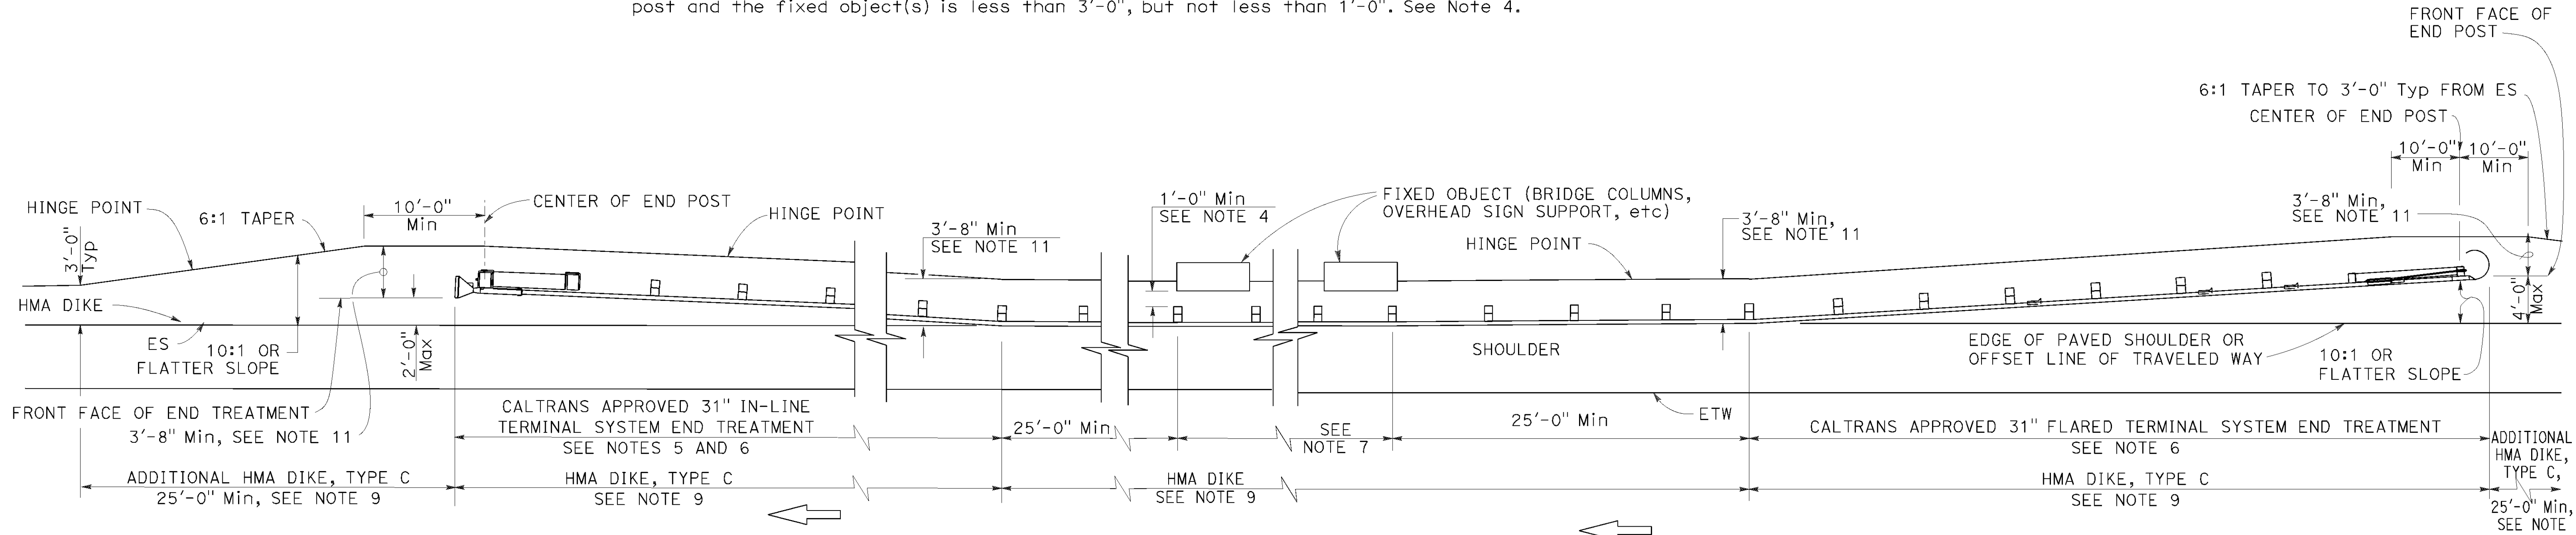 post and the fixed object(s) is less than 3'-0", but not less than 1'-0". See Note 4.
FRONT FACE OF
END POST
6:1 TAPER TO 3'-0" Typ FROM ES
CENTER OF END POST
10'-0"
Min
10'-0"
Min
HINGE POINT
6:1 TAPER
3'-0"
Typ
10'-0"
Min
CENTER OF END POST
HINGE POINT
3'-8" Min
SEE NOTE 11
1'-0" Min
SEE NOTE 4
FIXED OBJECT (BRIDGE COLUMNS,
OVERHEAD SIGN SUPPORT, etc)
HINGE POINT
3'-8" Min,
SEE NOTE 11
3'-8" Min,
SEE NOTE 11
4'-0"
Max
HMA DIKE
ES
10:1 OR
FLATTER SLOPE
2'-0"
Max
SHOULDER
EDGE OF PAVED SHOULDER OR
OFFSET LINE OF TRAVELED WAY
10:1 OR
FLATTER SLOPE
FRONT FACE OF END TREATMENT
3'-8" Min, SEE NOTE 11
CALTRANS APPROVED 31" IN-LINE
TERMINAL SYSTEM END TREATMENT
SEE NOTES 5 AND 6
25'-0" Min
SEE
NOTE 7
25'-0" Min
ETW
CALTRANS APPROVED 31" FLARED TERMINAL SYSTEM END TREATMENT
SEE NOTE 6
ADDITIONAL HMA DIKE, TYPE C
25'-0" Min, SEE NOTE 9
HMA DIKE, TYPE C
SEE NOTE 9
HMA DIKE
SEE NOTE 9
HMA DIKE, TYPE C
SEE NOTE 9
ADDITIONAL
HMA DIKE,
TYPE C,
25'-0" Min,
SEE NOTE